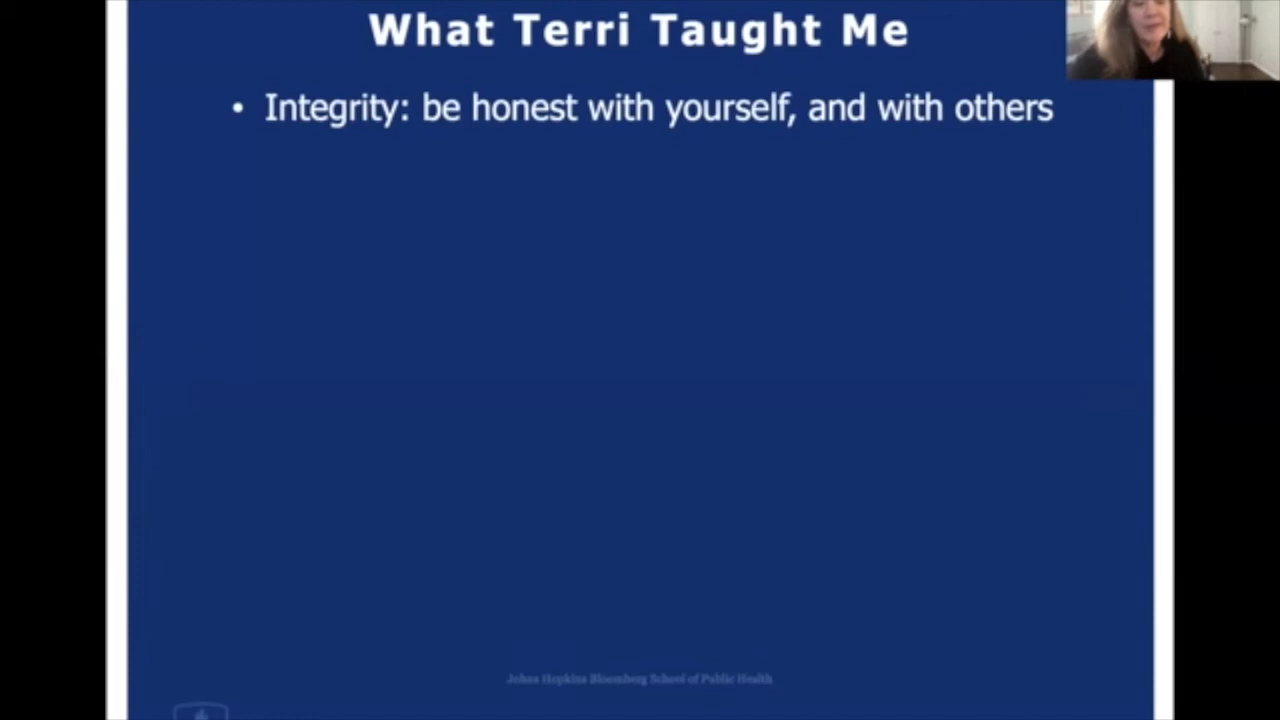 What Terri Taught Me
• Integrity: be honest with yourself, and with others
Johns Hopkins Bloomberg School of Public Health